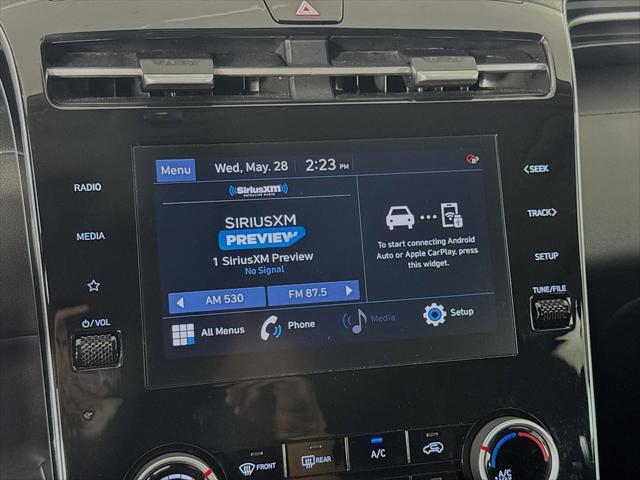 Menu
Wed, May. 28
2:23 PM
SiriusXM
SATELLITE RADIO
SIRIUSXM
PREVIEW
1 SiriusXM Preview
No Signal
AM 530
FM 87.5
To start connecting Android
Auto or Apple CarPlay, press
this widget.
All Menus
Phone
Media
Setup
RADIO
MEDIA
/VOL
<SEEK
TRACK>
SETUP
TUNE/FILE
FRONT
REAR
A/C
A/C